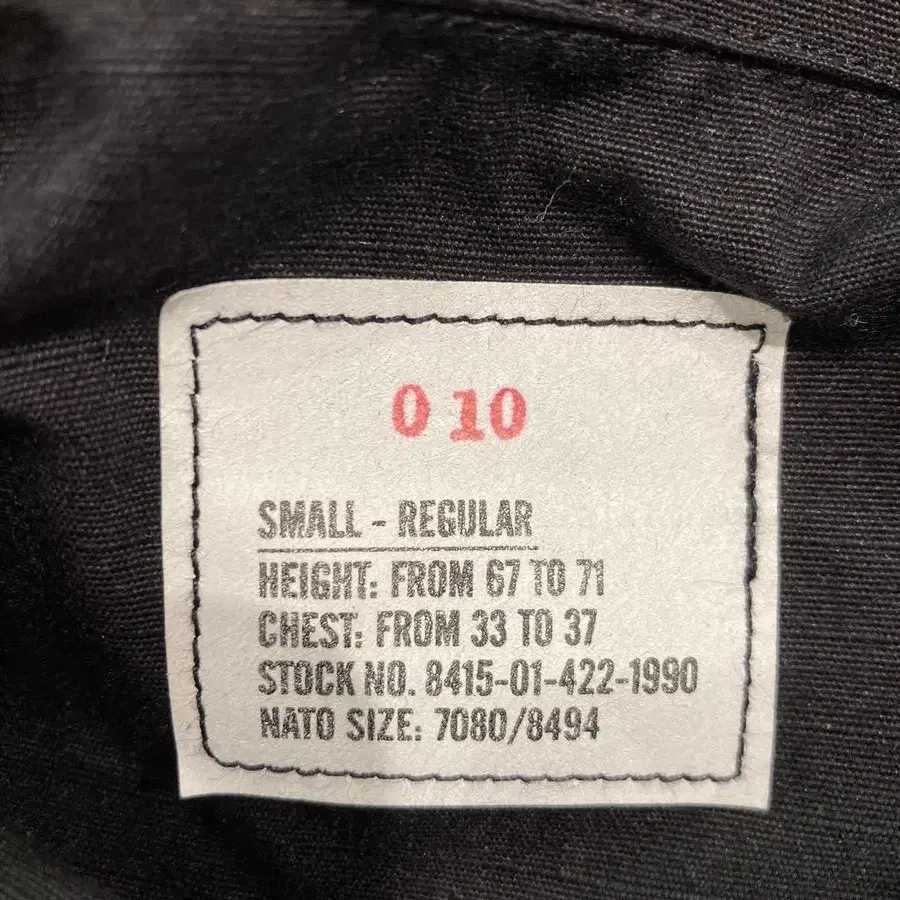 0 10
SMALL - REGULAR
HEIGHT: FROM 67 TO 71
CHEST: FROM 33 TO 37
STOCK NO. 8415-01-422-1990
NATO SIZE: 7080/8494